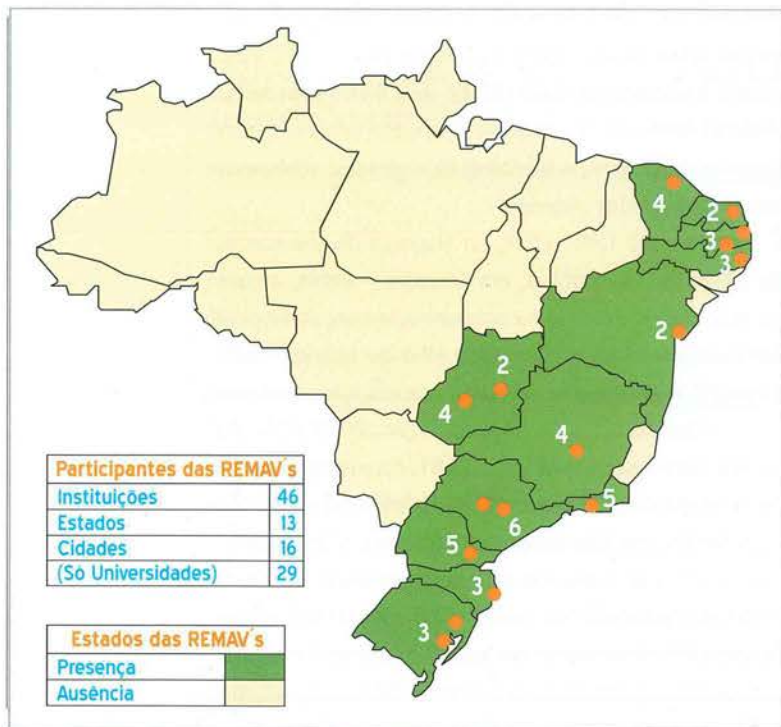 4
2
3
3
2
2
4
4
5
6
5
3
3
Participantes das REMAV´s
Instituições 46
Estados 13
Cidades 16
(Só Universidades) 29
Estados das REMAV´s
Presença
Ausência